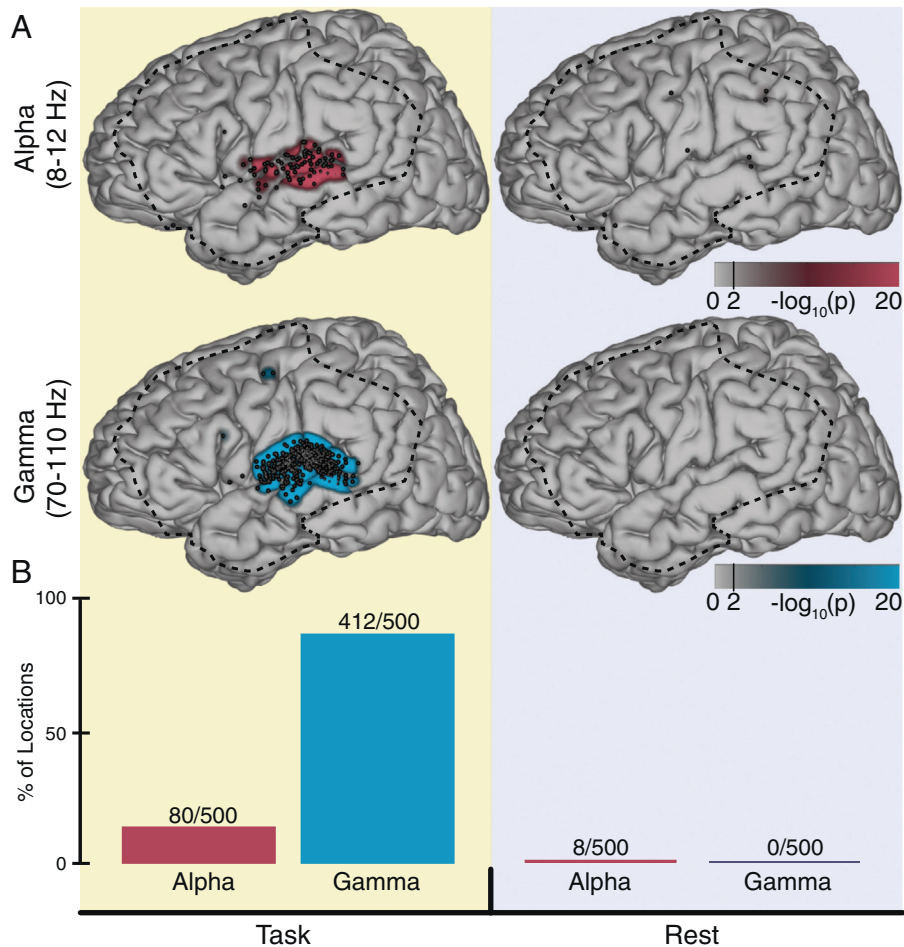 A
Alpha
(8-12 Hz)
0 2 -log10(p) 20
Gamma
(70-110 Hz)
0 2 -log10(p) 20
B
% of Locations
100
50
0
80/500
412/500
8/500
0/500
Alpha
Gamma
Alpha
Gamma
Task
Rest